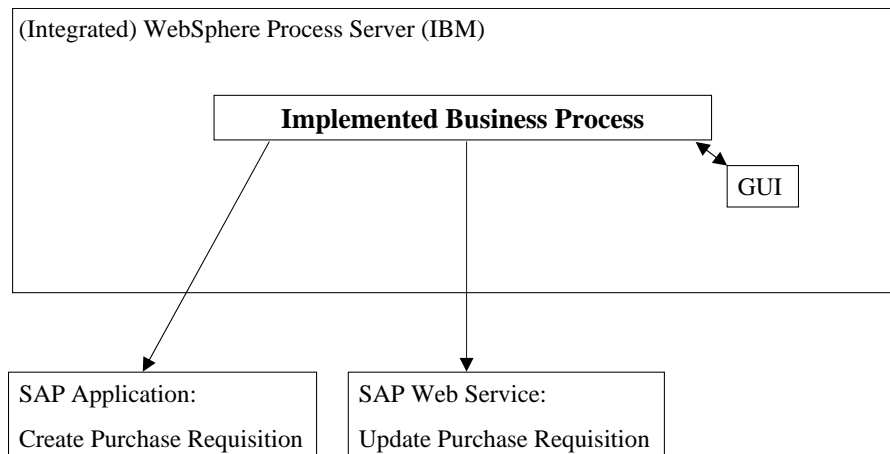 (Integrated) WebSphere Process Server (IBM)
Implemented Business Process
GUI
SAP Application:
Create Purchase Requisition
SAP Web Service:
Update Purchase Requisition